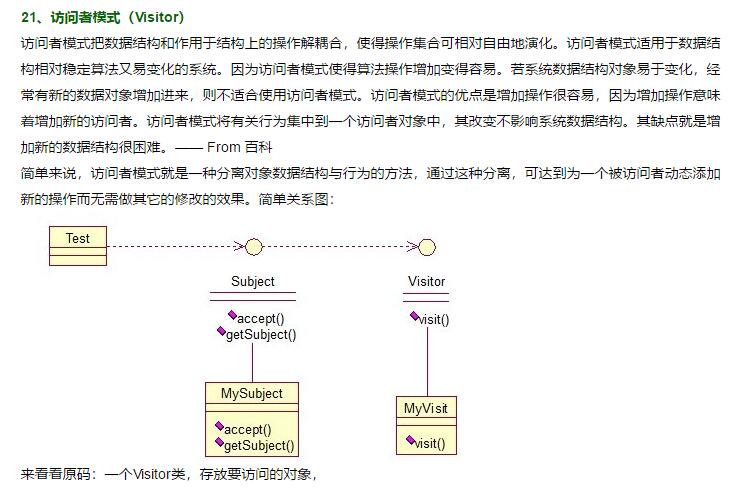 21、访问者模式（Visitor）
访问者模式把数据结构和作用于结构上的操作解耦合，使得操作集合可相对自由地演化。访问者模式适用于数据结
构相对稳定算法又易变化的系统。因为访问者模式使得算法操作增加变得容易。若系统数据结构对象易于变化，经
常有新的数据对象增加进来，则不适合使用访问者模式。访问者模式的优点是增加操作很容易，因为增加操作意味
着增加新的访问者。访问者模式将有关行为集中到一个访问者对象中，其改变不影响系统数据结构。其缺点就是增
加新的数据结构很困难。—— From 百科
简单来说，访问者模式就是一种分离对象数据结构与行为的方法，通过这种分离，可达到为一个被访问者动态添加
新的操作而无需做其它的修改的效果。简单关系图：
Test
Subject
Visitor
accept()
visit()
getSubject()
MySubject
MyVisit
accept()
getSubject()
visit()
来看看原码：一个Visitor类，存放要访问的对象，